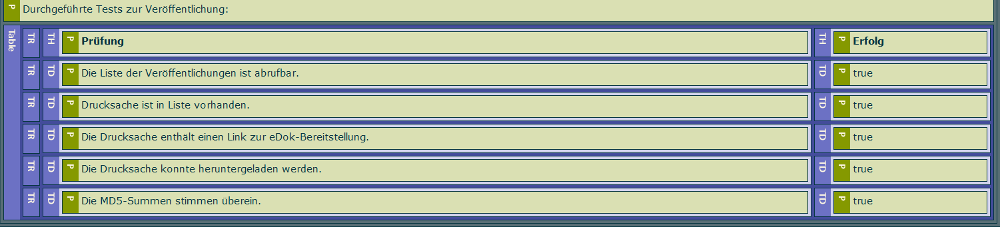 P Durchgeführte Tests zur Veröffentlichung:
Table TR TH P Prüfung TH P Erfolg
TR TD P Die Liste der Veröffentlichungen ist abrufbar. TD P true
TR TD P Drucksache ist in Liste vorhanden. TD P true
TR TD P Die Drucksache enthält einen Link zur eDok-Bereitstellung. TD P true
TR TD P Die Drucksache konnte heruntergeladen werden. TD P true
TR TD P Die MD5-Summen stimmen überein. TD P true